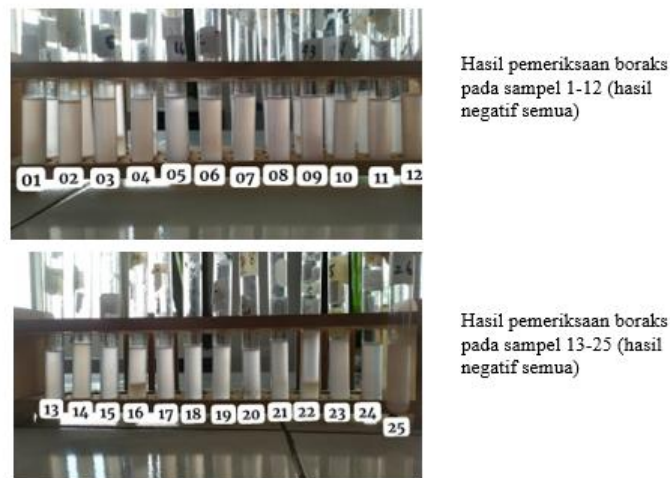 Hasil pemeriksaan boraks
pada sampel 1-12 (hasil
negatif semua)
01 02 03 04 05 06 07 08 09 10 11 12
Hasil pemeriksaan boraks
pada sampel 13-25 (hasil
negatif semua)
13 14 15 16 17 18 19 20 21 22 23 24 25